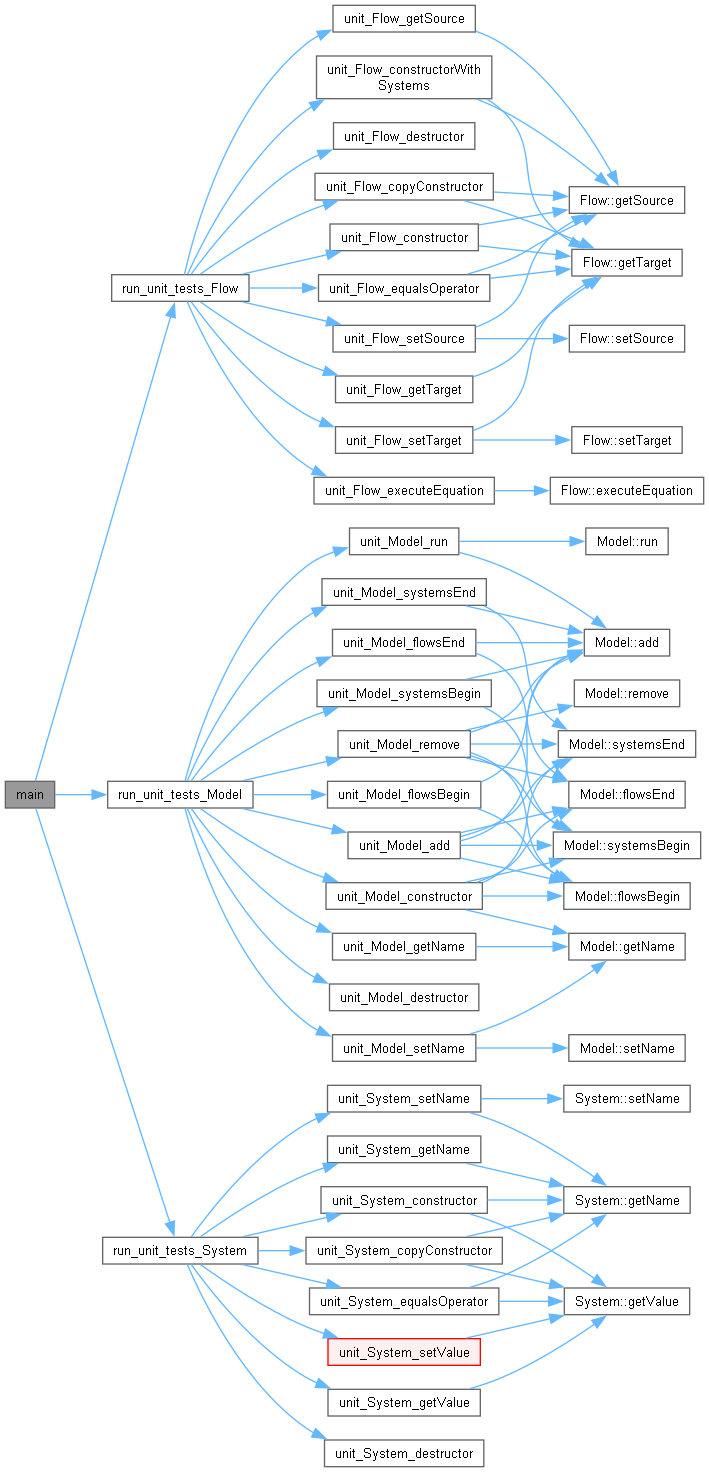 unit_Flow_getSource
unit_Flow_constructorWith
Systems
unit_Flow_destructor
unit_Flow_copyConstructor
Flow::getSource
unit_Flow_constructor
Flow::getTarget
run_unit_tests_Flow
unit_Flow_equalsOperator
unit_Flow_setSource
Flow::setSource
unit_Flow_getTarget
unit_Flow_setTarget
Flow::setTarget
unit_Flow_executeEquation
Flow::executeEquation
unit_Model_run
Model::run
unit_Model_systemsEnd
unit_Model_flowsEnd
Model::add
unit_Model_systemsBegin
Model::remove
unit_Model_remove
Model::systemsEnd
main
run_unit_tests_Model
unit_Model_flowsBegin
Model::flowsEnd
unit_Model_add
Model::systemsBegin
unit_Model_constructor
Model::flowsBegin
unit_Model_getName
Model::getName
unit_Model_destructor
unit_Model_setName
Model::setName
unit_System_setName
System::setName
unit_System_getName
unit_System_constructor
System::getName
run_unit_tests_System
unit_System_copyConstructor
unit_System_equalsOperator
System::getValue
unit_System_setValue
unit_System_getValue
unit_System_destructor